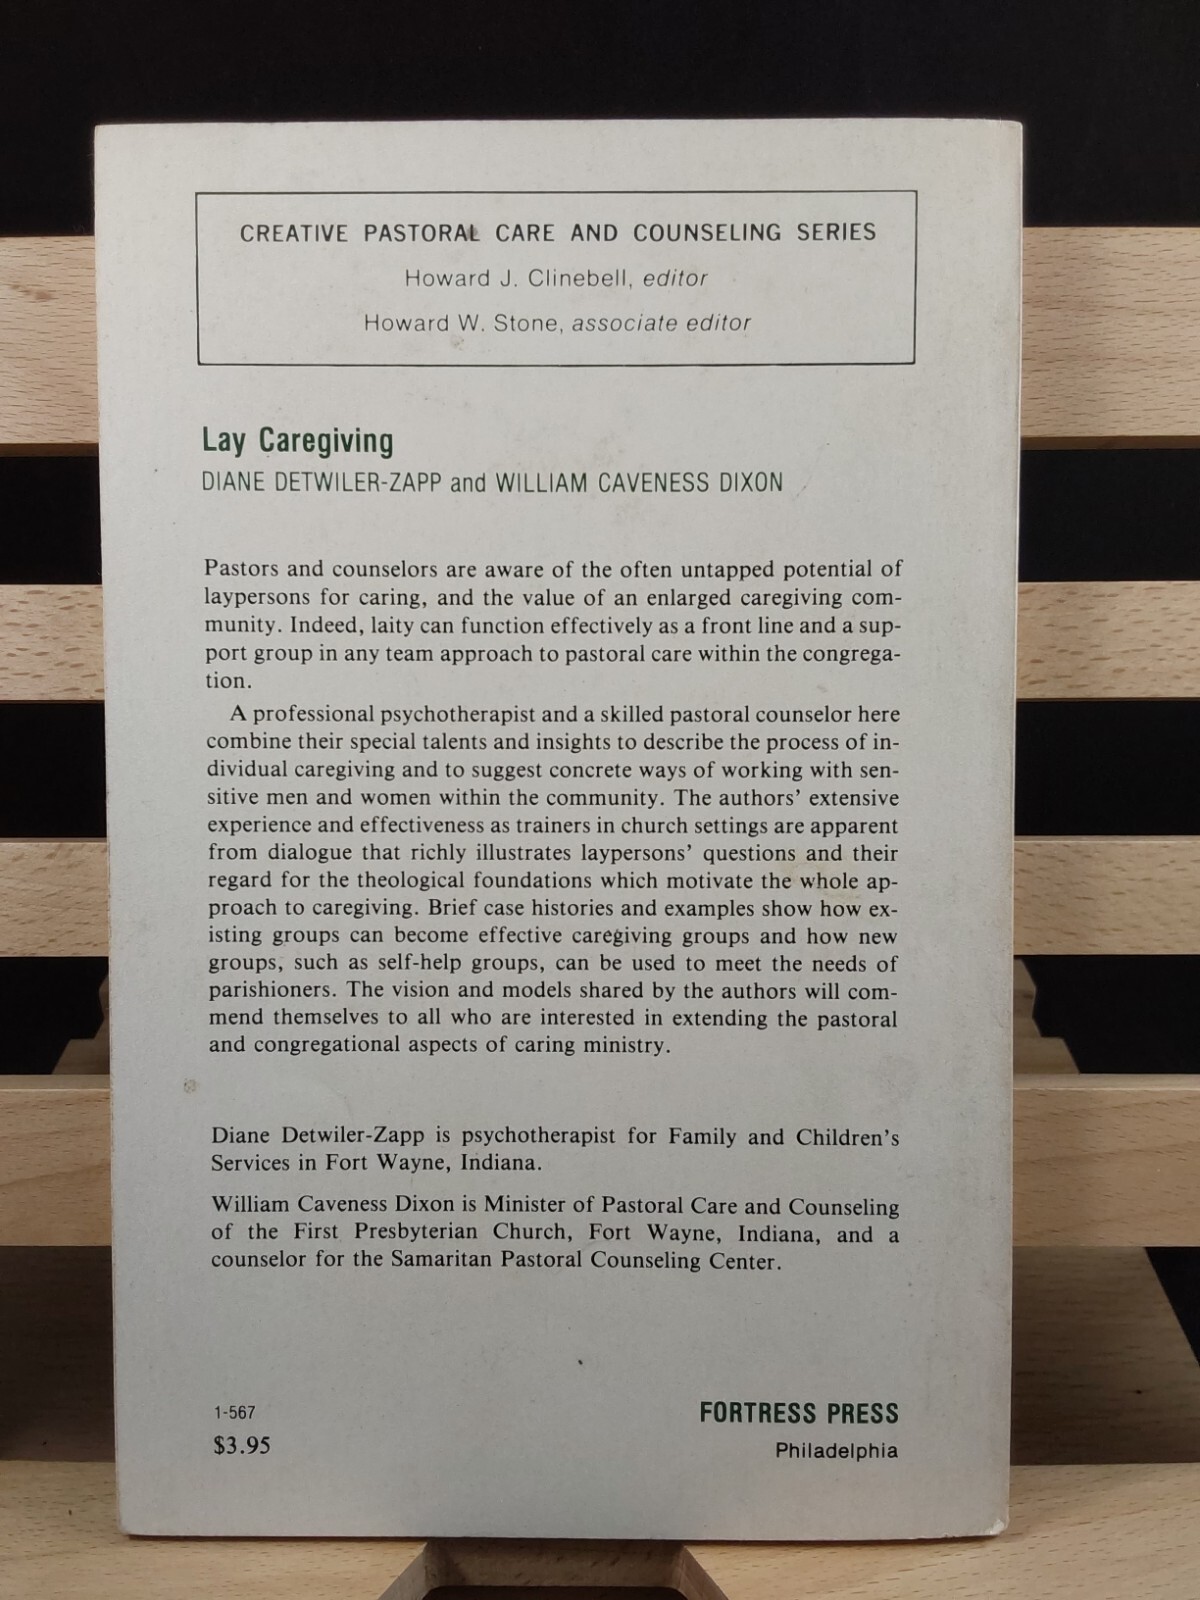 CREATIVE PASTORAL CARE AND COUNSELING SERIES
Howard J. Clinebell, editor
Howard W. Stone, associate editor
Lay Caregiving
DIANE DETWILER-ZAPP and WILLIAM CAVENESS DIXON
Pastors and counselors are aware of the often untapped potential of
laypersons for caring, and the value of an enlarged caregiving com-
munity. Indeed, laity can function effectively as a front line and a sup-
port group in any team approach to pastoral care within the congrega-
tion.
A professional psychotherapist and a skilled pastoral counselor here
combine their special talents and insights to describe the process of in-
dividual caregiving and to suggest concrete ways of working with sen-
sitive men and women within the community. The authors' extensive
experience and effectiveness as trainers in church settings are apparent
from dialogue that richly illustrates laypersons' questions and their
regard for the theological foundations which motivate the whole ap-
proach to caregiving. Brief case histories and examples show how ex-
isting groups can become effective caregiving groups and how new
groups, such as self-help groups, can be used to meet the needs of
parishioners. The vision and models shared by the authors will com-
mend themselves to all who are interested in extending the pastoral
and congregational aspects of caring ministry.
Diane Detwiler-Zapp is psychotherapist for Family and Children's
Services in Fort Wayne, Indiana.
William Caveness Dixon is Minister of Pastoral Care and Counseling
of the First Presbyterian Church, Fort Wayne, Indiana, and a
counselor for the Samaritan Pastoral Counseling Center.
1-567
$3.95
FORTRESS PRESS
Philadelphia